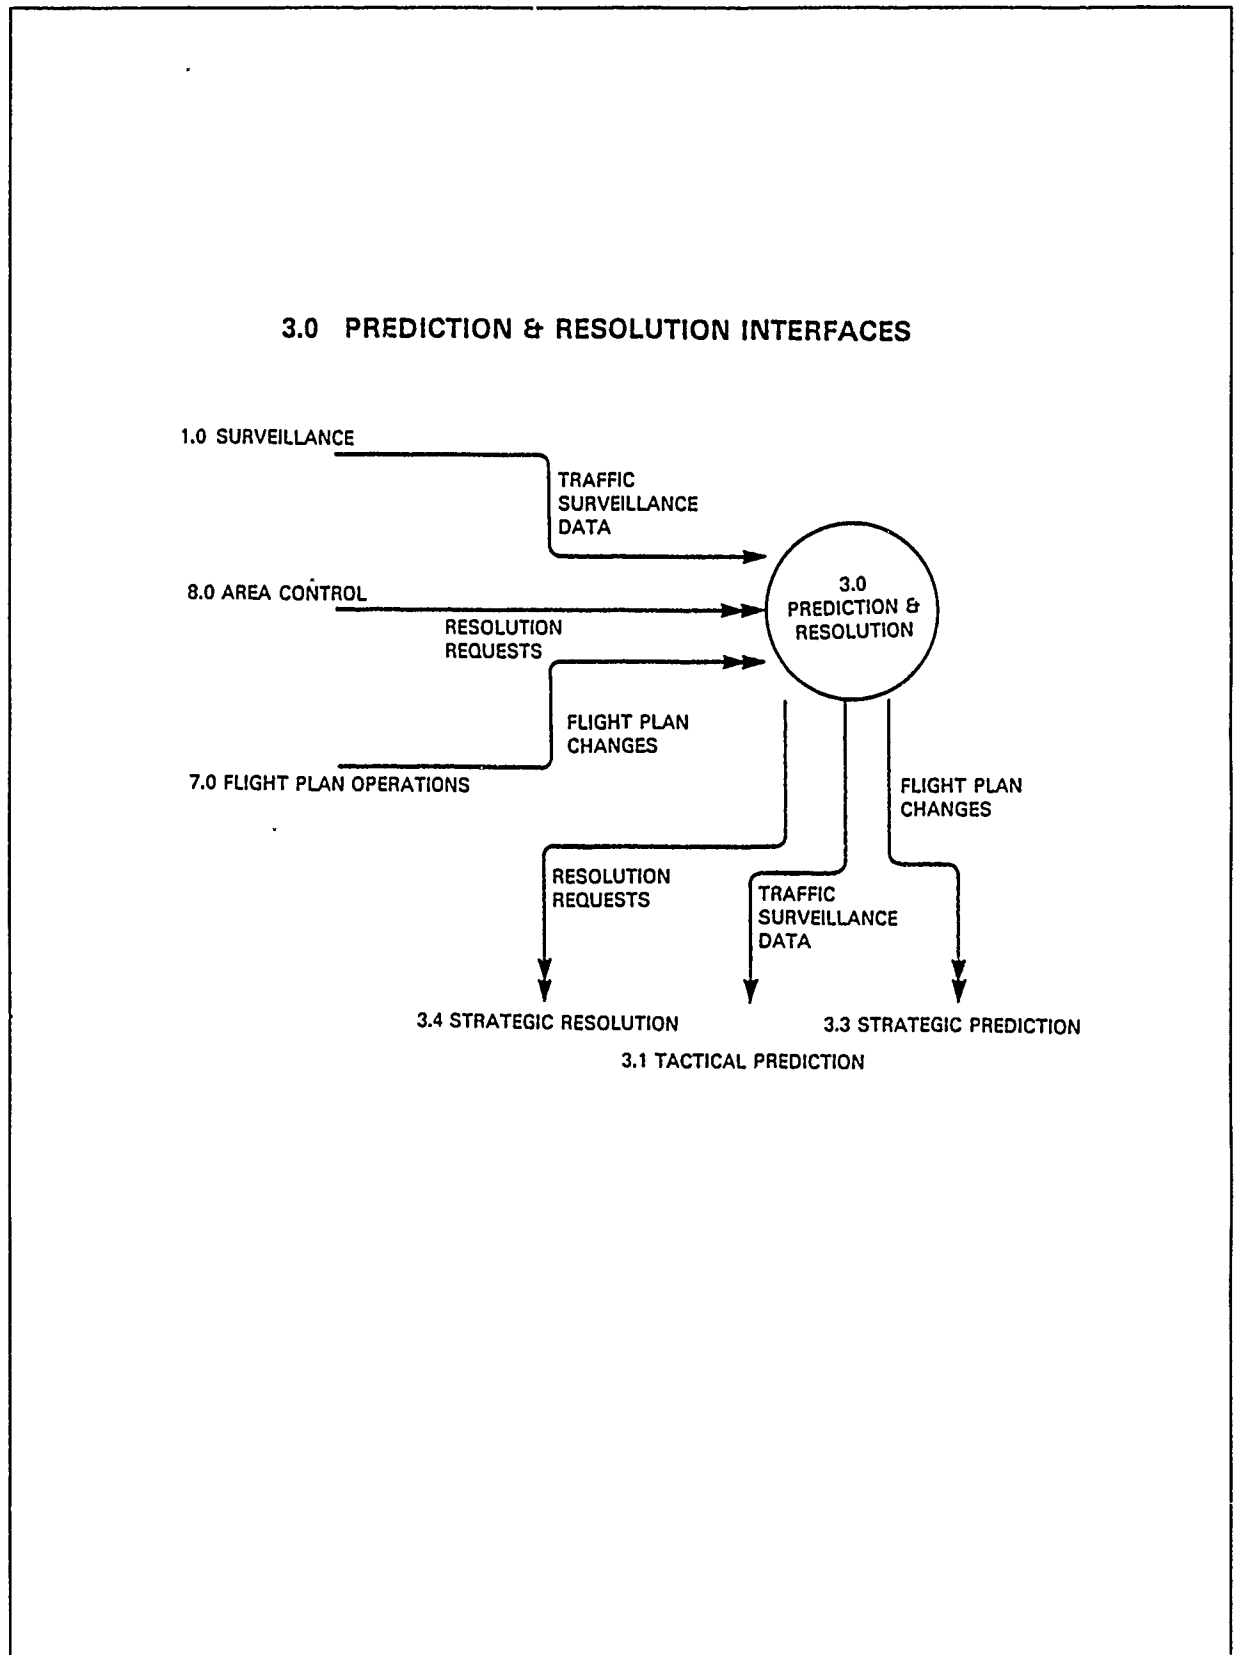 3.0 PREDICTION & RESOLUTION INTERFACES
1.0 SURVEILLANCE
TRAFFIC
SURVEILLANCE
DATA
8.0 AREA CONTROL
RESOLUTION
REQUESTS
3.0
PREDICTION &
RESOLUTION
FLIGHT PLAN
CHANGES
7.0 FLIGHT PLAN OPERATIONS
FLIGHT PLAN
CHANGES
RESOLUTION
REQUESTS
TRAFFIC
SURVEILLANCE
DATA
3.4 STRATEGIC RESOLUTION
3.3 STRATEGIC PREDICTION
3.1 TACTICAL PREDICTION